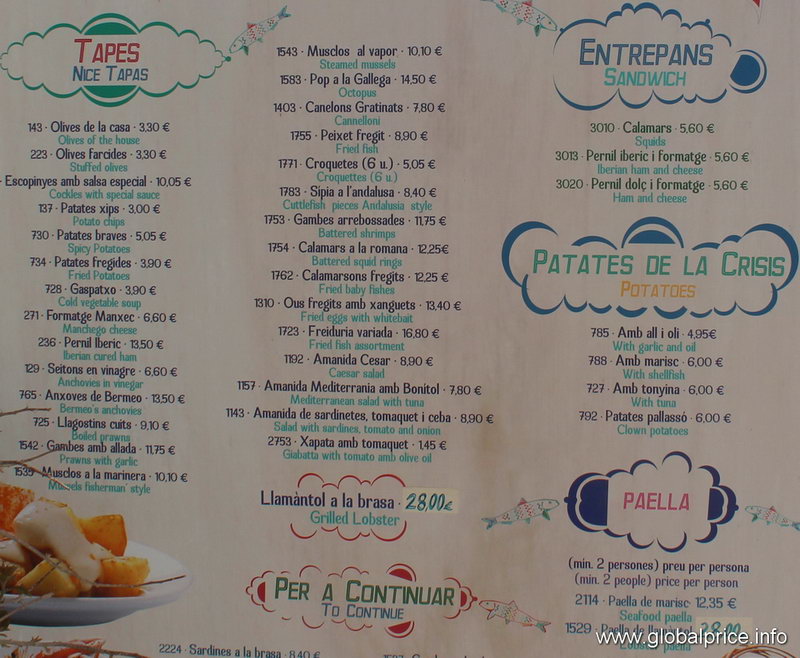 TAPES
NICE TAPAS
143 · Olives de la casa · 3,30 €
Olives of the house
223 · Olives farcides · 3,30 €
Stuffed olives
Escopinyes amb salsa especial · 10,05 €
Cockles with special sauce
137 · Patates xips · 3,00 €
Potato chips
730 · Patates braves · 5,05 €
Spicy Potatoes
734 · Patates fregides · 3,90 €
Fried Potatoes
728 · Gaspatxo · 3,90 €
Cold vegetable soup
271 · Formatge Manxec · 6,60 €
Manchego cheese
236 · Pernil Iberic · 13,50 €
Iberian cured ham
129 · Seitons en vinagre · 6,60 €
Anchovies in vinegar
765 · Anxoves de Bermeo · 13,50 €
Bermeo's anchovies
725 · Llagostins cuits · 9,10 €
Boiled prawns
1542 · Gambes amb allada · 11,75 €
Prawns with garlic
1535 · Musclos a la marinera · 10,10 €
Mussels fisherman' style
1543 · Musclos al vapor · 10,10 €
Steamed mussels
1583 · Pop a la Gallega · 14,50 €
Octopus
1403 · Canelons Gratinats · 7,80 €
Cannelloni
1755 · Peixet fregit · 8,90 €
Fried fish
1771 · Croquetes (6 u.) · 5,05 €
Croquettes (6 u.)
1783 · Sipia a l'andalusa · 8,40 €
Cuttlefish pieces Andalusia style
1753 · Gambes arrebossades · 11,75 €
Battered shrimps
1754 · Calamars a la romana · 12,25€
Battered squid rings
1762 · Calamarsons fregits · 12,25 €
Fried baby fishes
1310 · Ous fregits amb xanguets · 13,40 €
Fried eggs with whitebait
1723 · Freiduria variada · 16,80 €
Fried fish assortment
1192 · Amanida Cesar · 8,90 €
Caesar salad
1157 · Amanida Mediterrania amb Bonitol · 7,80 €
Mediterranean salad with tuna
1143 · Amanida de sardinetes, tomaquet i ceba · 8,90 €
Salad with sardines, tomato and onion
2753 · Xapata amb tomaquet · 1,45 €
Giabatta with tomato amb olive oil
Llamàntol a la brasa · 28,00€
Grilled Lobster
PER A CONTINUAR
TO CONTINUE
2224 · Sardines a la brasa · 8,40 €
ENTREPANS
SANDWICH
3010 · Calamars · 5,60 €
Squids
3013 · Pernil iberic i formatge · 5,60 €
Iberian ham and cheese
3020 · Pernil dolç i formatge · 5,60 €
Ham and cheese
PATATES DE LA CRISIS
POTATOES
785 · Amb all i oli · 4,95€
With garlic and oil
788 · Amb marisc · 6,00 €
With shellfish
727 · Amb tonyina · 6,00 €
With tuna
792 · Patates pallassó · 6,00 €
Clown potatoes
PAELLA
(min. 2 persones) preu per persona
(min. 2 people) price per person
2114 · Paella de marisc 12,35 €
Seafood paella
1529 · Paella de llamàntol 28,00
Lobster paella
www.globalprice.info